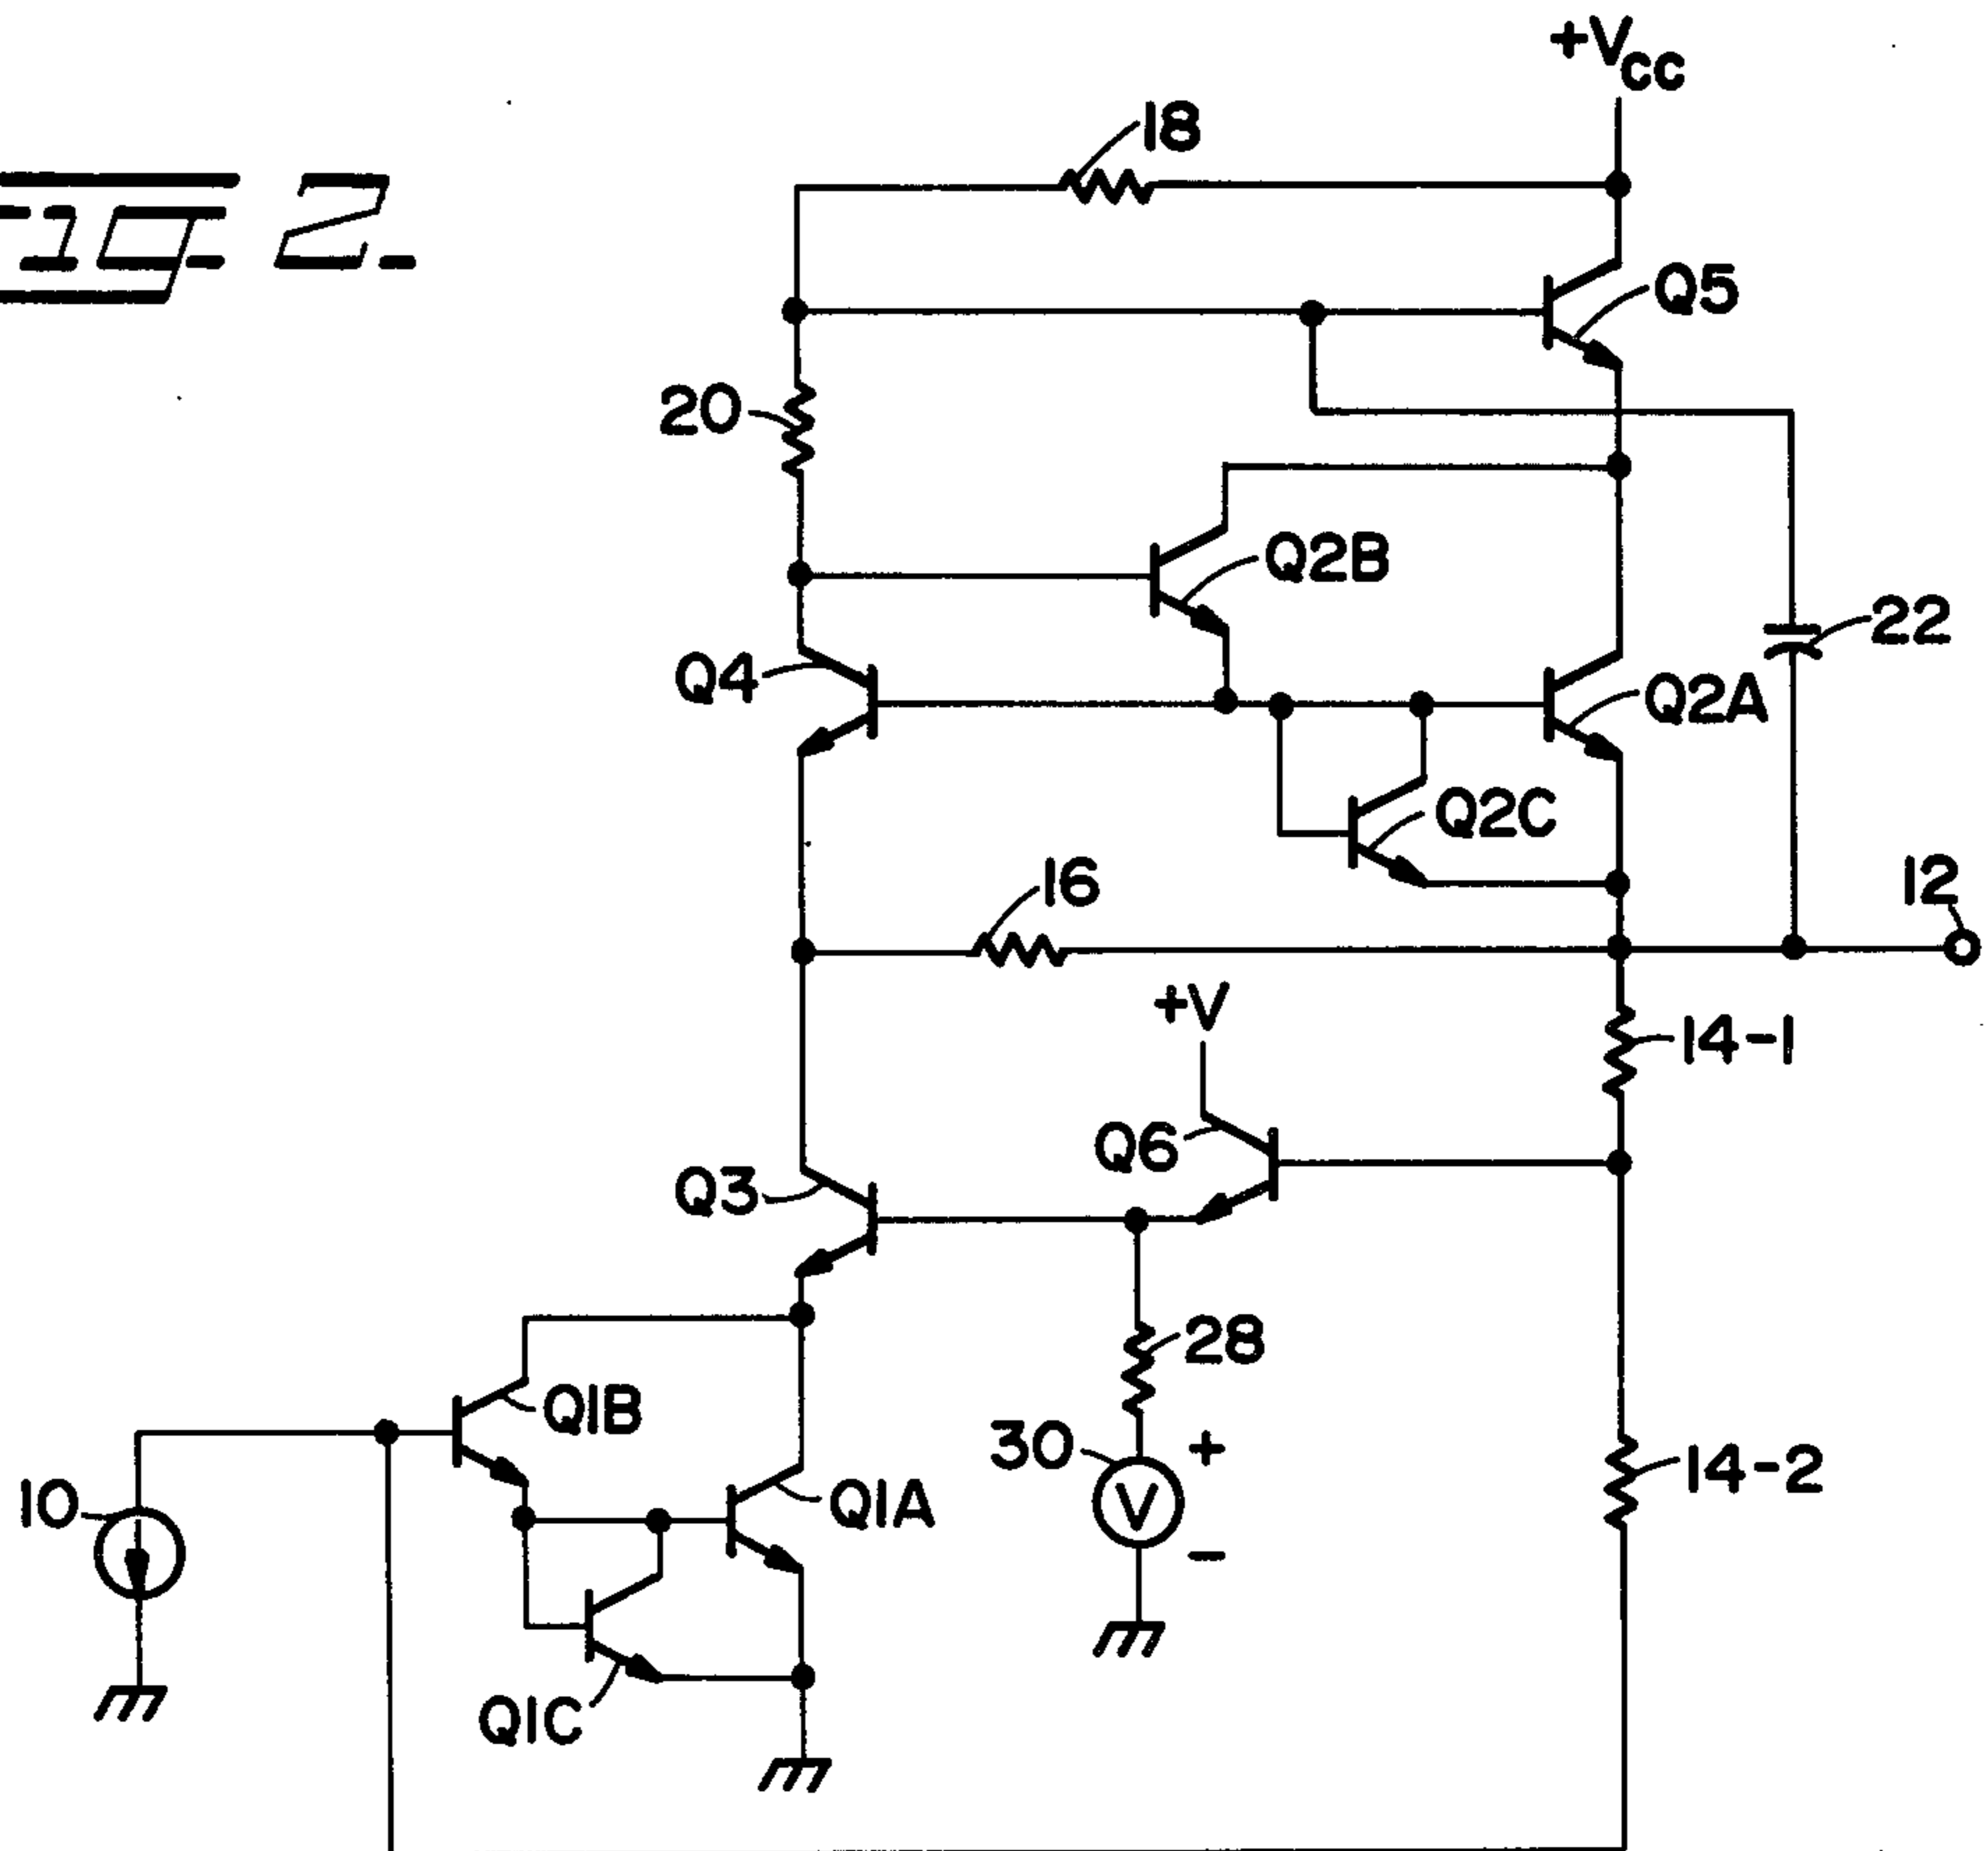 FIG. 2.
+VCC
18
Q5
20
Q2B
22
Q4
Q2A
Q2C
16
12
+V
14-1
Q6
Q3
28
Q1B
30
+
14-2
10
Q1A
V
-
Q1C